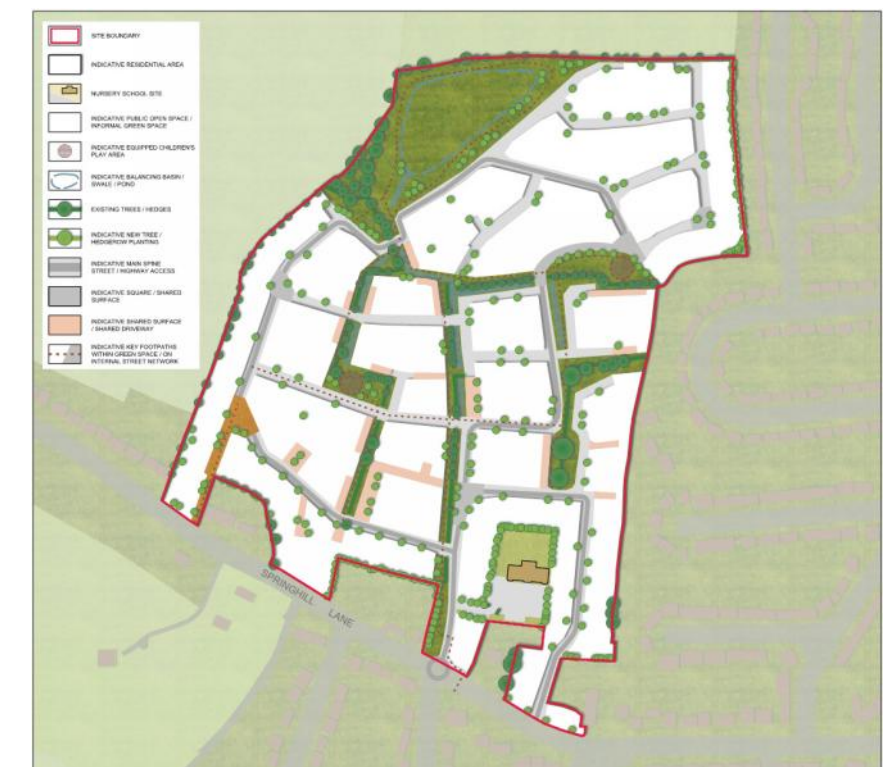 SITE BOUNDARY
INDICATIVE RESIDENTIAL AREA
NURSERY SCHOOL SITE
INDICATIVE PUBLIC OPEN SPACE /
INFORMAL GREEN SPACE
INDICATIVE EQUIPPED CHILDREN'S
PLAY AREA
INDICATIVE BALANCING BASIN /
SWALE / POND
EXISTING TREES / HEDGES
INDICATIVE NEW TREE /
HEDGEROW PLANTING
INDICATIVE MAIN SPINE
STREET / HIGHWAY ACCESS
INDICATIVE SQUARE / SHARED
SURFACE
INDICATIVE SHARED SURFACE
/ SHARED DRIVEWAY
INDICATIVE KEY FOOTPATHS
WITHIN GREEN SPACE / ON
INTERNAL STREET NETWORK
SPRINGHILL LANE